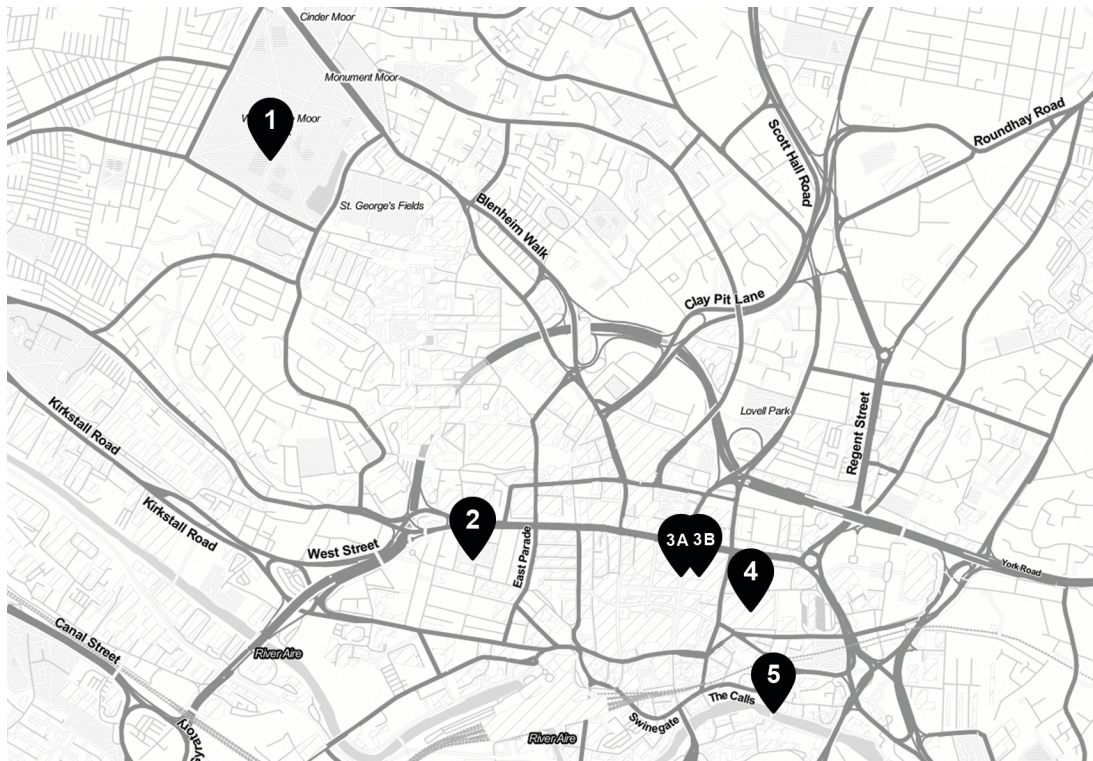 Cinder Moor
Monument Moor
1
Moor
Roundhay Road
Scott Hall Road
St. George's Fields
Blenheim Walk
Clay Pit Lane
Kirkstall Road
Lovell Park
Regent Street
Kirkstall Road
2
3A 3B
West Street
East Parade
4
York Road
Canal Street
River Aire
5
The Calls
Swinegate
River Aire